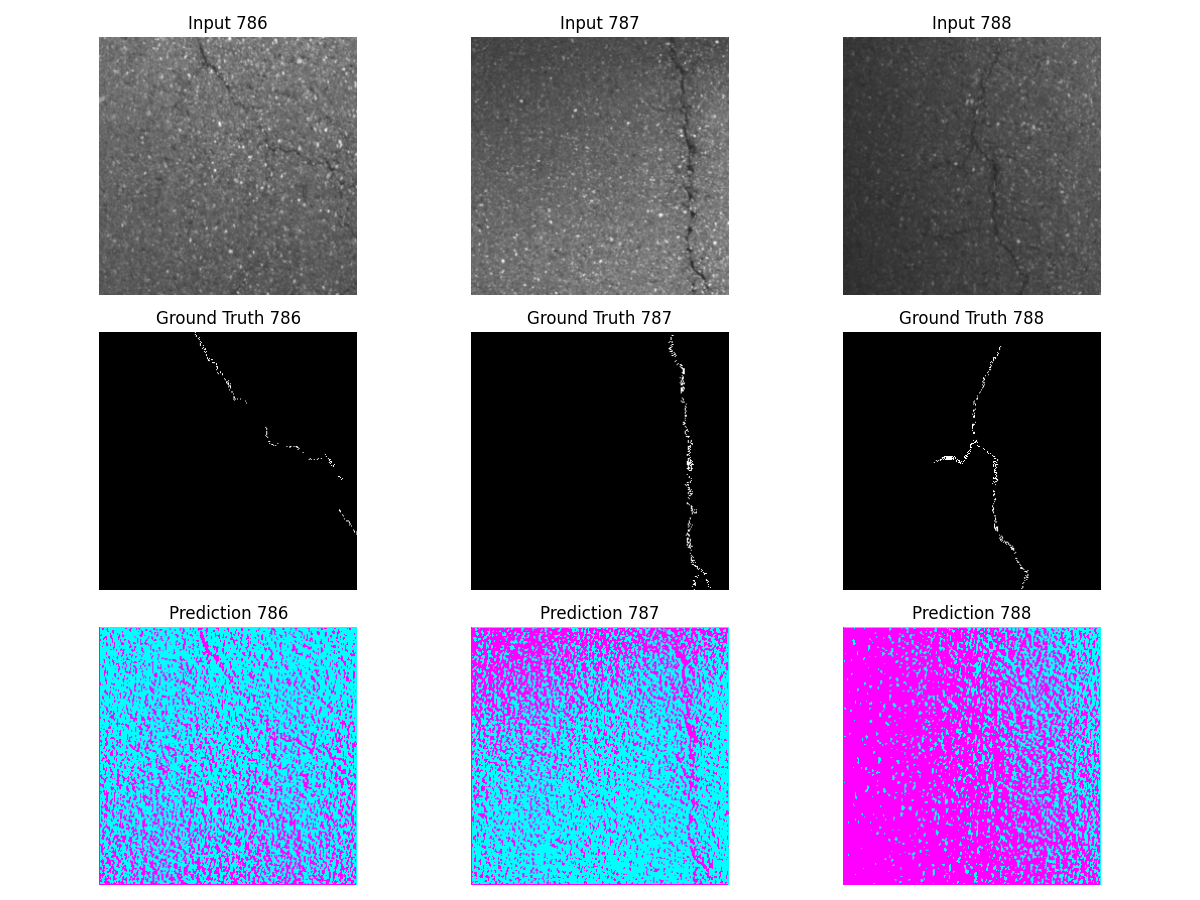 Input 786
Input 787
Input 788
Ground Truth 786
Ground Truth 787
Ground Truth 788
Prediction 786
Prediction 787
Prediction 788